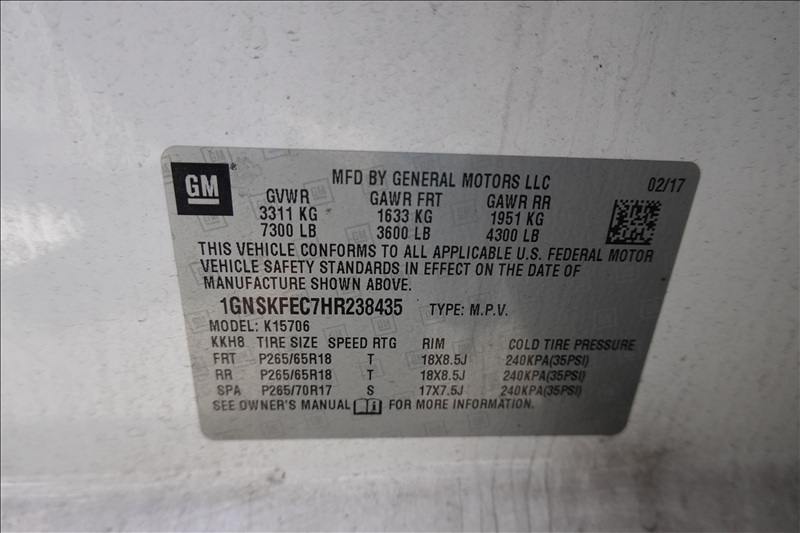 GM
MFD BY GENERAL MOTORS LLC 02/17
GVWR GAWR FRT GAWR RR
3311 KG 1633 KG 1951 KG
7300 LB 3600 LB 4300 LB
THIS VEHICLE CONFORMS TO ALL APPLICABLE U.S. FEDERAL MOTOR
VEHICLE SAFETY STANDARDS IN EFFECT ON THE DATE OF
MANUFACTURE SHOWN ABOVE.
1GNSKFEC7HR238435 TYPE: M.P.V.
MODEL: K15706
KKH8 TIRE SIZE SPEED RTG RIM COLD TIRE PRESSURE
FRT P265/65R18 T 18X8.5J 240KPA(35PSI)
RR P265/65R18 T 18X8.5J 240KPA(35PSI)
SPA P265/70R17 S 17X7.5J 240KPA(35PSI)
SEE OWNER'S MANUAL FOR MORE INFORMATION.